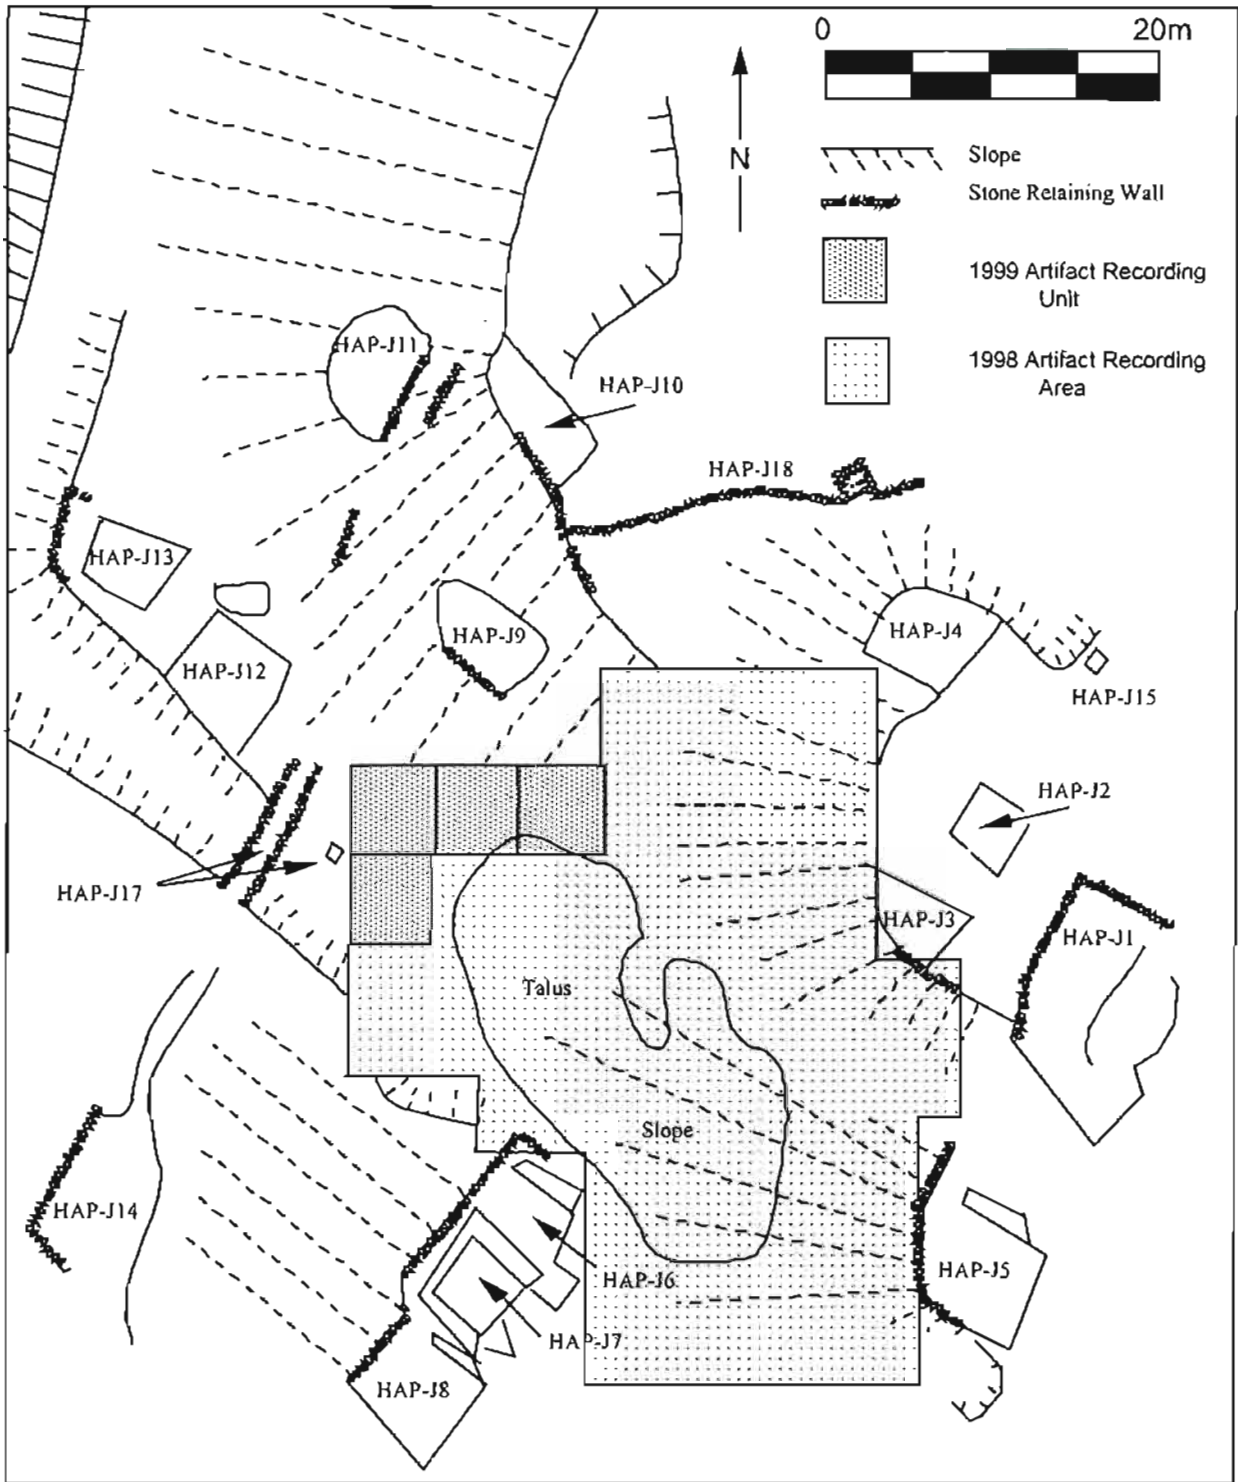 0 20m
N
Slope
Stone Retaining Wall
1999 Artifact Recording
Unit
1998 Artifact Recording
Area
HAP-J11
HAP-J10
HAP-J18
HAP-J13
HAP-J9
HAP-J4
HAP-J12
HAP-J15
HAP-J2
HAP-J17
HAP-J3
HAP-J1
Talus
Slope
HAP-J14
HAP-J6
HAP-J5
HAP-J7
HAP-J8